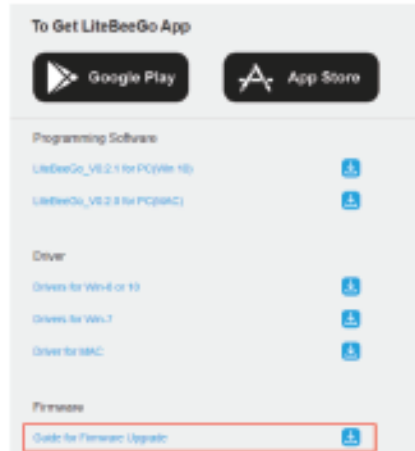 To Get LiteBeeGo App
Google Play
App Store
Programming Software
LiteBeeGo_V0.2.1 for PC(Win 10)
LiteBeeGo_V0.2.0 for PC(MAC)
Driver
Drivers for Win-8 or 10
Drivers for Win-7
Driver for MAC
Firmware
Guide for Firmware Upgrade